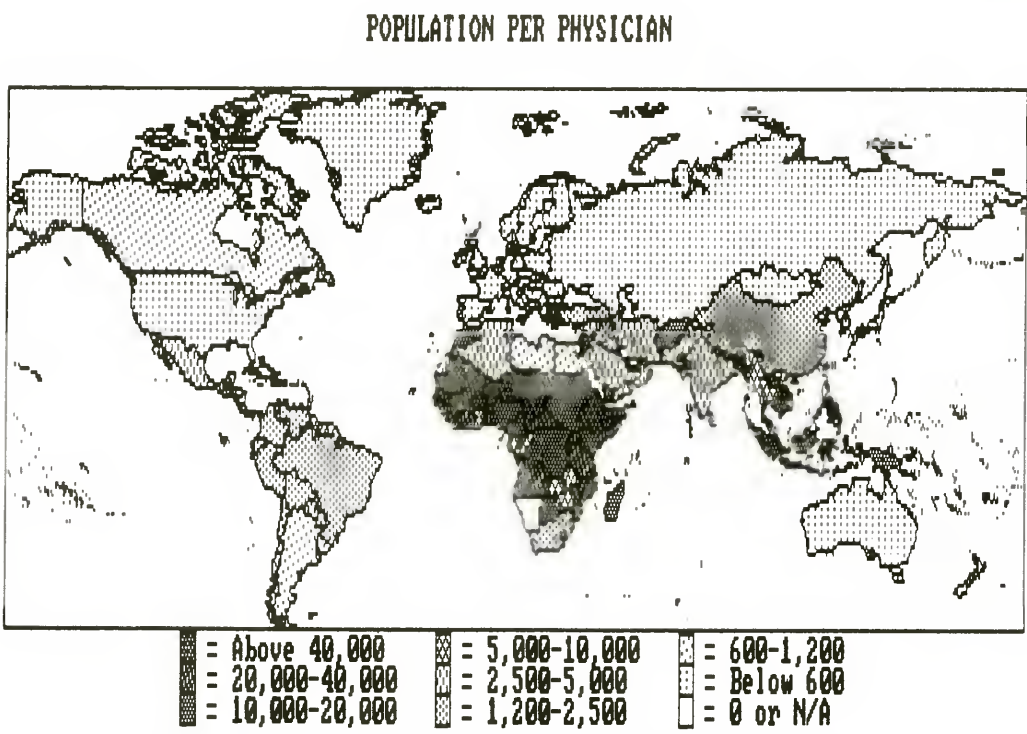 POPULATION PER PHYSICIAN
= Above 40,000
= 20,000-40,000
= 10,000-20,000
= 5,000-10,000
= 2,500-5,000
= 1,200-2,500
= 600-1,200
= Below 600
= 0 or N/A